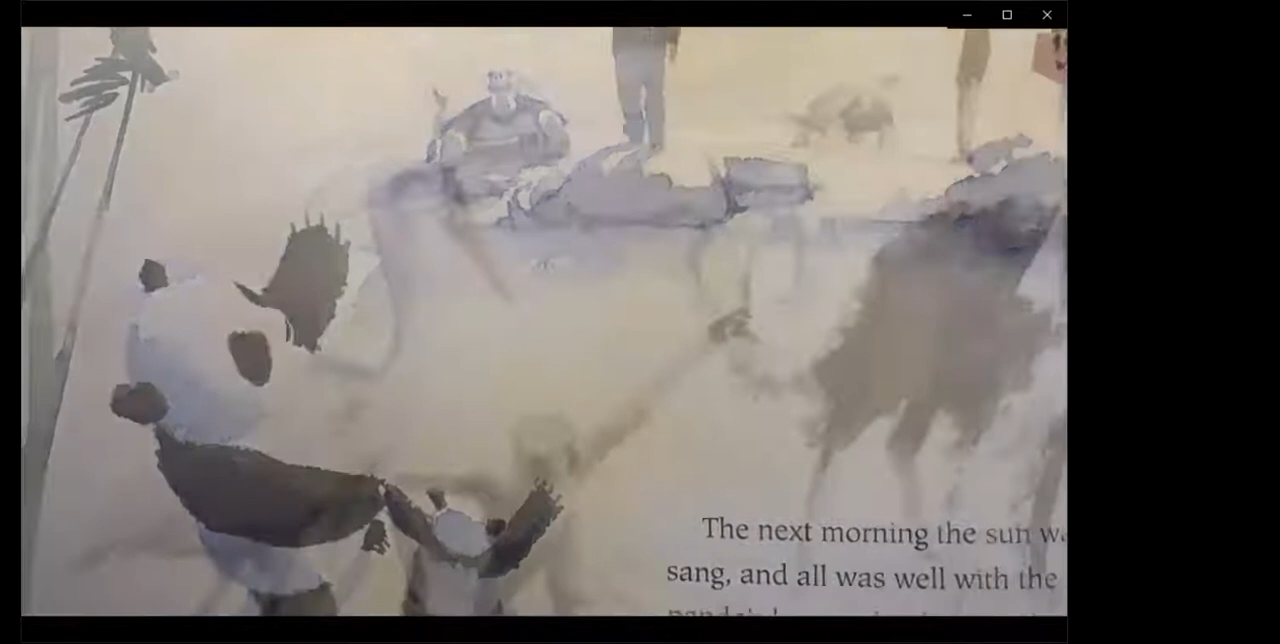 The next morning the sun
sang, and all was well with the